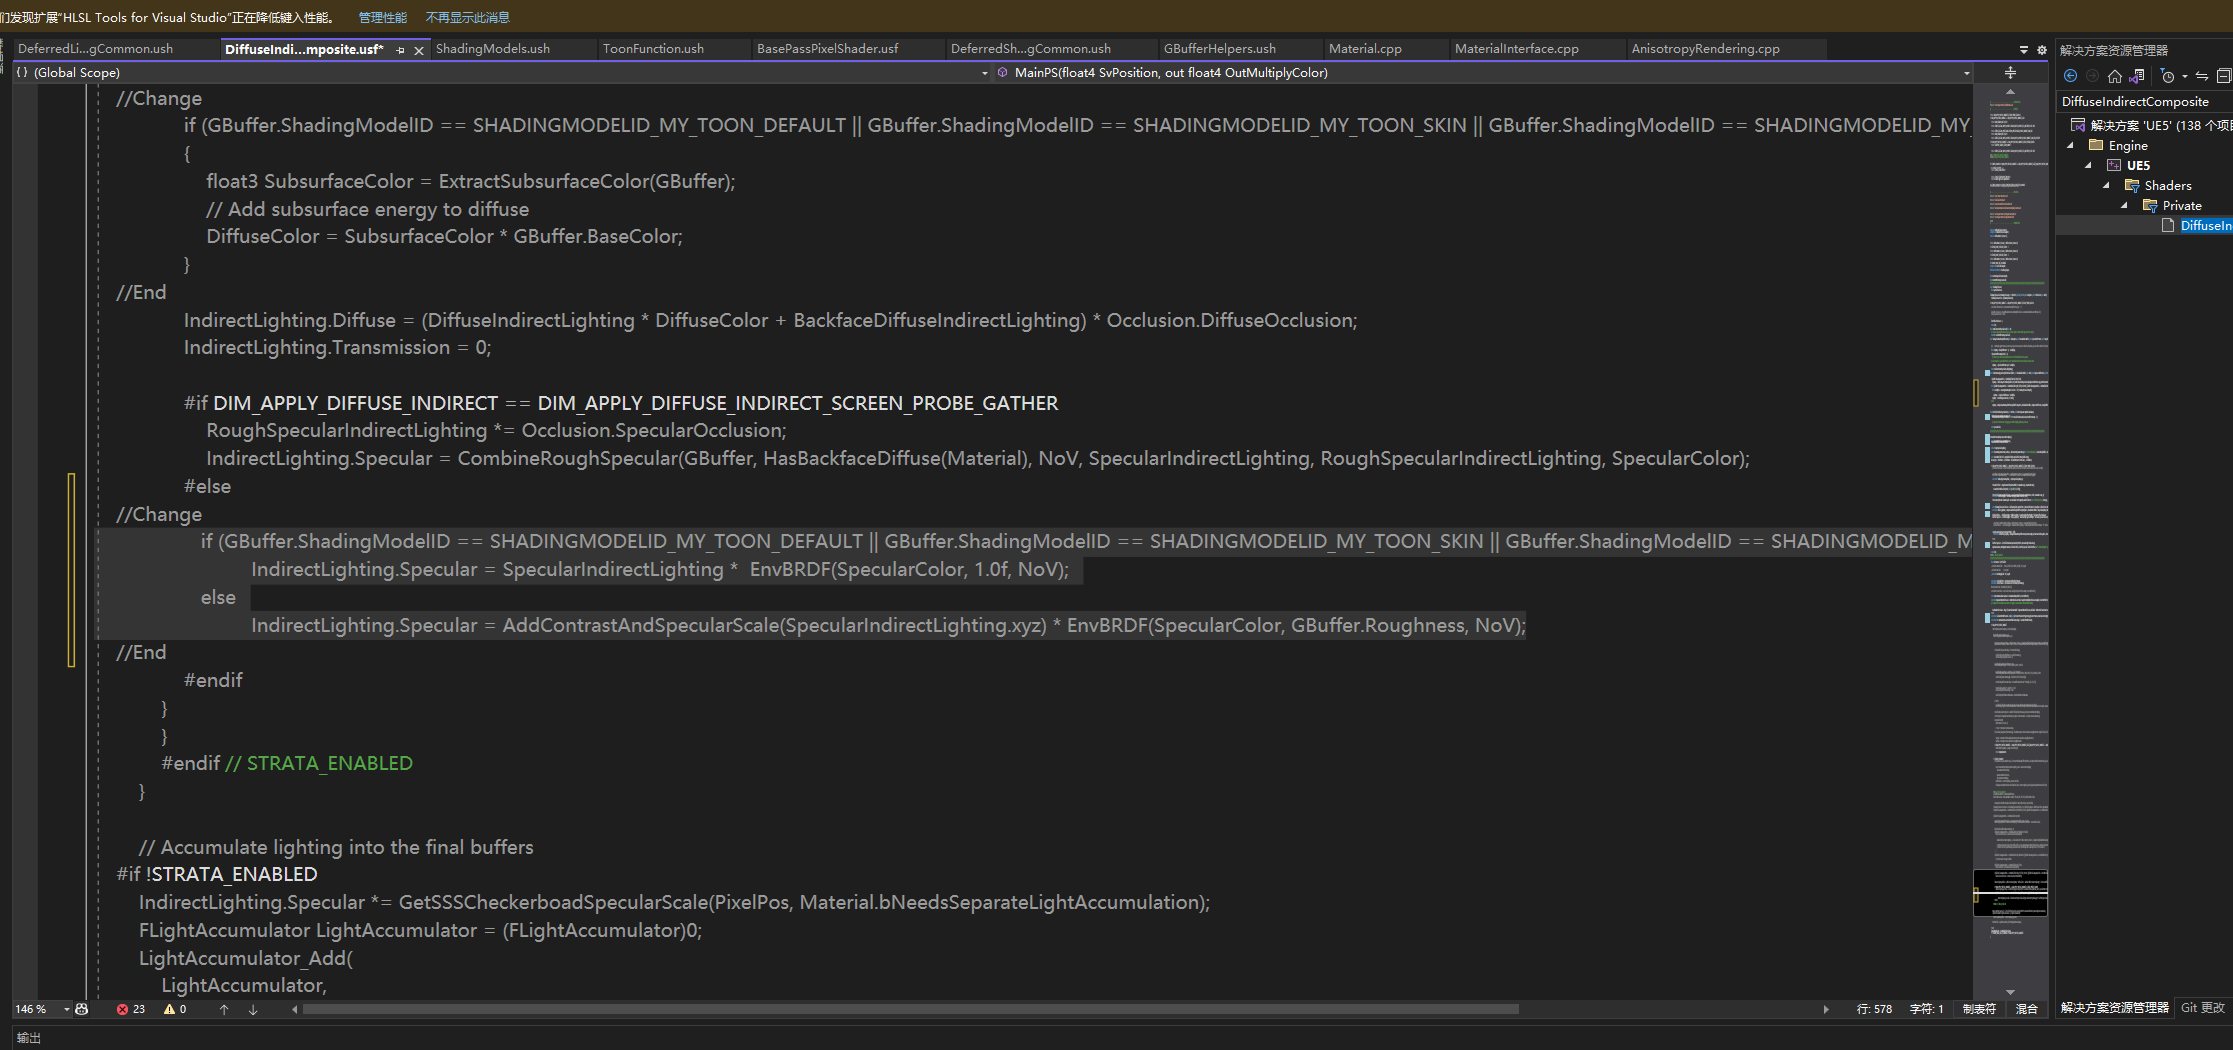 们发现扩展“HLSL Tools for Visual Studio”正在降低键入性能。 管理性能 不再显示此消息
DeferredLi...gCommon.ush DiffuseIndi...mposite.usf* ShadingModels.ush ToonFunction.ush BasePassPixelShader.usf DeferredSh...gCommon.ush GBufferHelpers.ush Material.cpp MaterialInterface.cpp AnisotropyRendering.cpp
{ } (Global Scope) MainPS(float4 SvPosition, out float4 OutMultiplyColor)
//Change
if (GBuffer.ShadingModelID == SHADINGMODELID_MY_TOON_DEFAULT || GBuffer.ShadingModelID == SHADINGMODELID_MY_TOON_SKIN || GBuffer.ShadingModelID == SHADINGMODELID_MY_
{
float3 SubsurfaceColor = ExtractSubsurfaceColor(GBuffer);
// Add subsurface energy to diffuse
DiffuseColor = SubsurfaceColor * GBuffer.BaseColor;
}
//End
IndirectLighting.Diffuse = (DiffuseIndirectLighting * DiffuseColor + BackfaceDiffuseIndirectLighting) * Occlusion.DiffuseOcclusion;
IndirectLighting.Transmission = 0;
#if DIM_APPLY_DIFFUSE_INDIRECT == DIM_APPLY_DIFFUSE_INDIRECT_SCREEN_PROBE_GATHER
RoughSpecularIndirectLighting *= Occlusion.SpecularOcclusion;
IndirectLighting.Specular = CombineRoughSpecular(GBuffer, HasBackfaceDiffuse(Material), NoV, SpecularIndirectLighting, RoughSpecularIndirectLighting, SpecularColor);
#else
//Change
if (GBuffer.ShadingModelID == SHADINGMODELID_MY_TOON_DEFAULT || GBuffer.ShadingModelID == SHADINGMODELID_MY_TOON_SKIN || GBuffer.ShadingModelID == SHADINGMODELID_M
IndirectLighting.Specular = SpecularIndirectLighting * EnvBRDF(SpecularColor, 1.0f, NoV);
else
IndirectLighting.Specular = AddContrastAndSpecularScale(SpecularIndirectLighting.xyz) * EnvBRDF(SpecularColor, GBuffer.Roughness, NoV);
//End
#endif
}
}
#endif // STRATA_ENABLED
}
// Accumulate lighting into the final buffers
#if !STRATA_ENABLED
IndirectLighting.Specular *= GetSSSCheckerboadSpecularScale(PixelPos, Material.bNeedsSeparateLightAccumulation);
FLightAccumulator LightAccumulator = (FLightAccumulator)0;
LightAccumulator_Add(
LightAccumulator,
146 % 23 0 行: 578 字符: 1 制表符 混合
输出
解决方案资源管理器
DiffuseIndirectComposite
解决方案 'UE5' (138 个项目
Engine
UE5
Shaders
Private
DiffuseIn
解决方案资源管理器 Git 更改